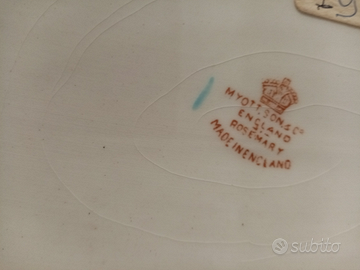 MYOTT.SON&Co
ENGLAND
ROSEMARY
MADE IN ENGLAND
subito